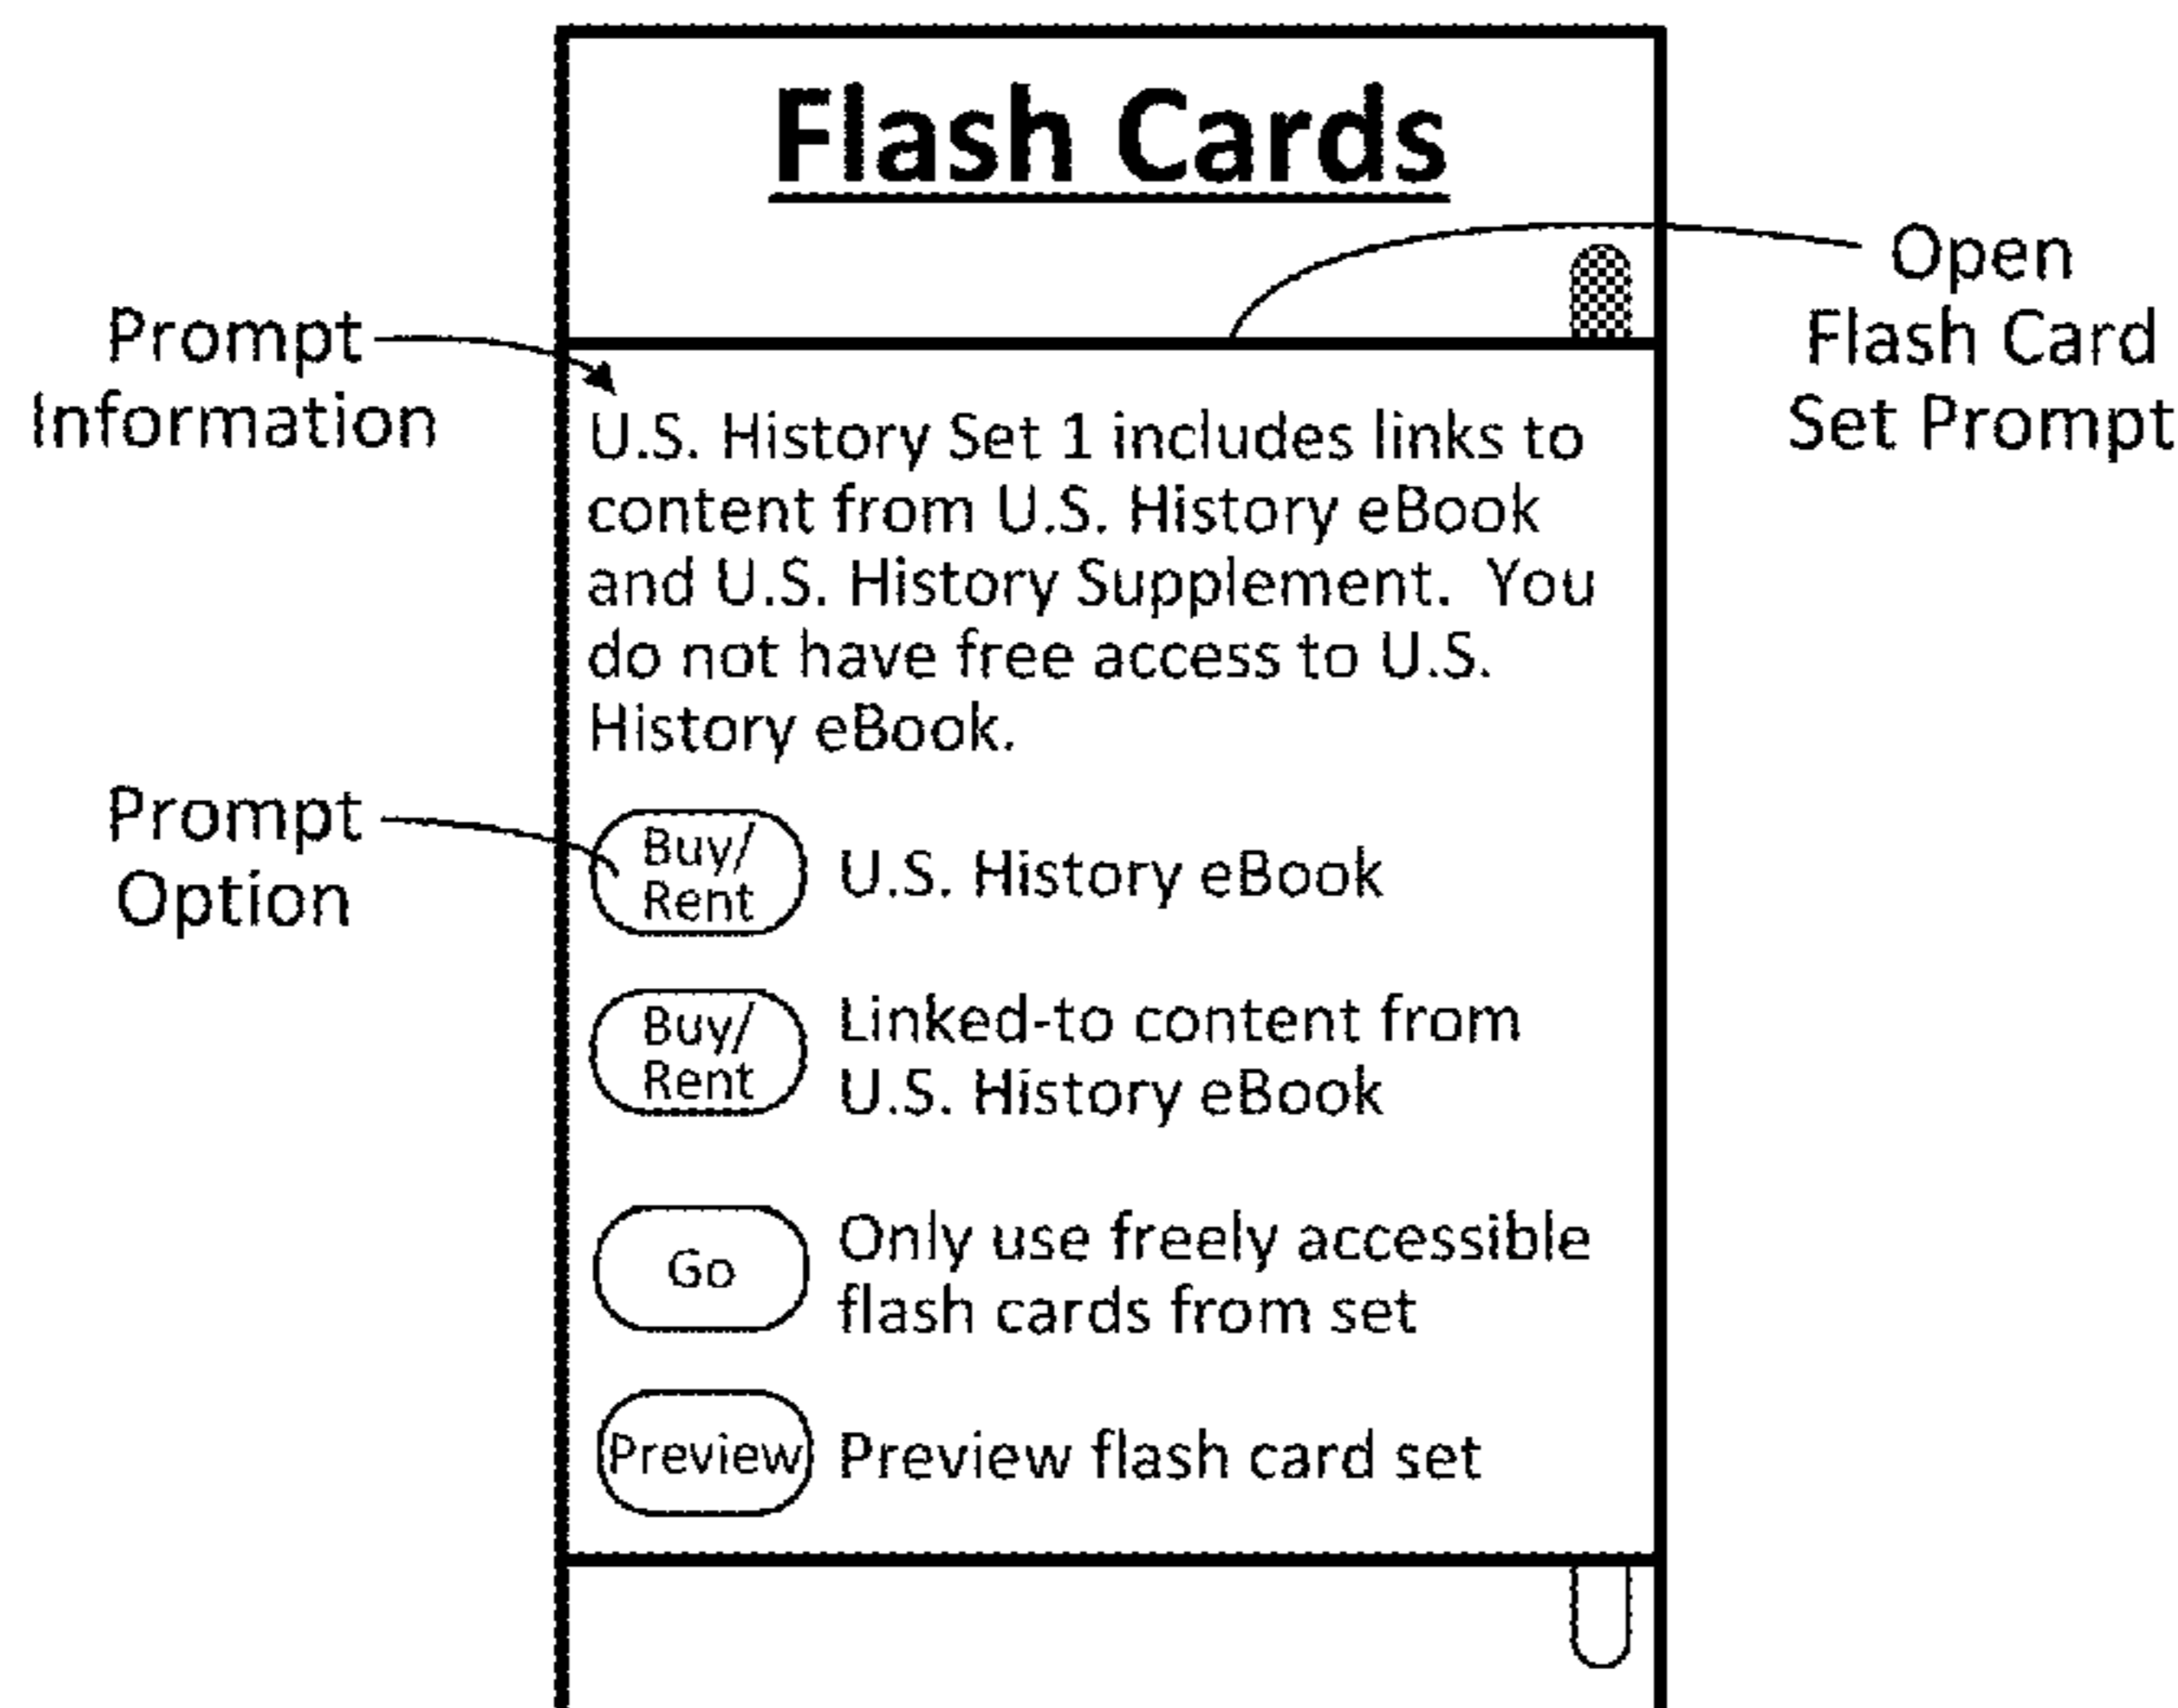 Flash Cards
Open
Flash Card
Set Prompt
Prompt
Information
U.S. History Set 1 includes links to
content from U.S. History eBook
and U.S. History Supplement.  You
do not have free access to U.S.
History eBook.
Prompt
Option
Buy/
Rent
U.S. History eBook
Buy/
Rent
Linked-to content from
U.S. History eBook
Go
Only use freely accessible
flash cards from set
Preview
Preview flash card set